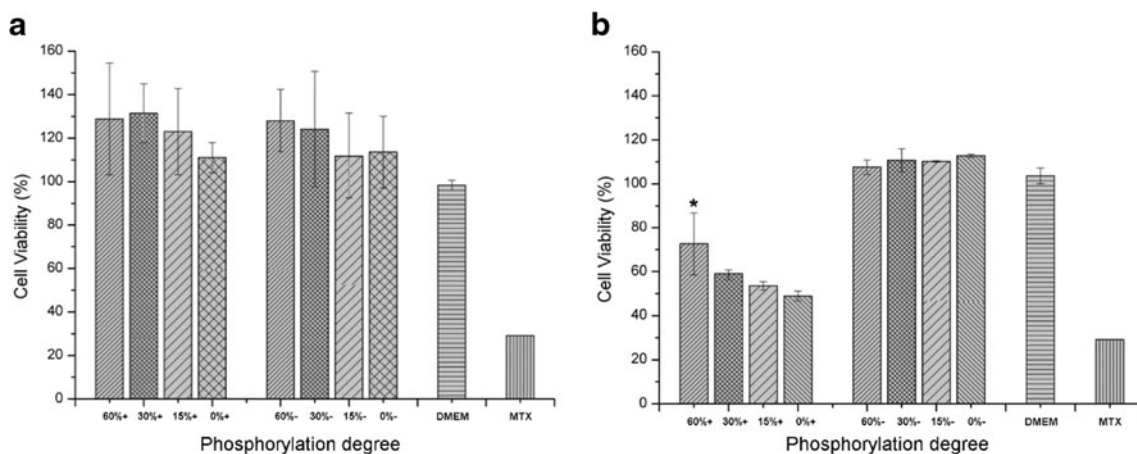 a
160
140
120
100
80
60
40
20
0
Cell Viability (%)
60%+ 30%+ 15%+ 0%+ 60%- 30%- 15%- 0%- DMEM MTX
Phosphorylation degree
b
160
140
120
100
80
60
40
20
0
Cell Viability (%)
*
60%+ 30%+ 15%+ 0%+ 60%- 30%- 15%- 0%- DMEM MTX
Phosphorylation degree